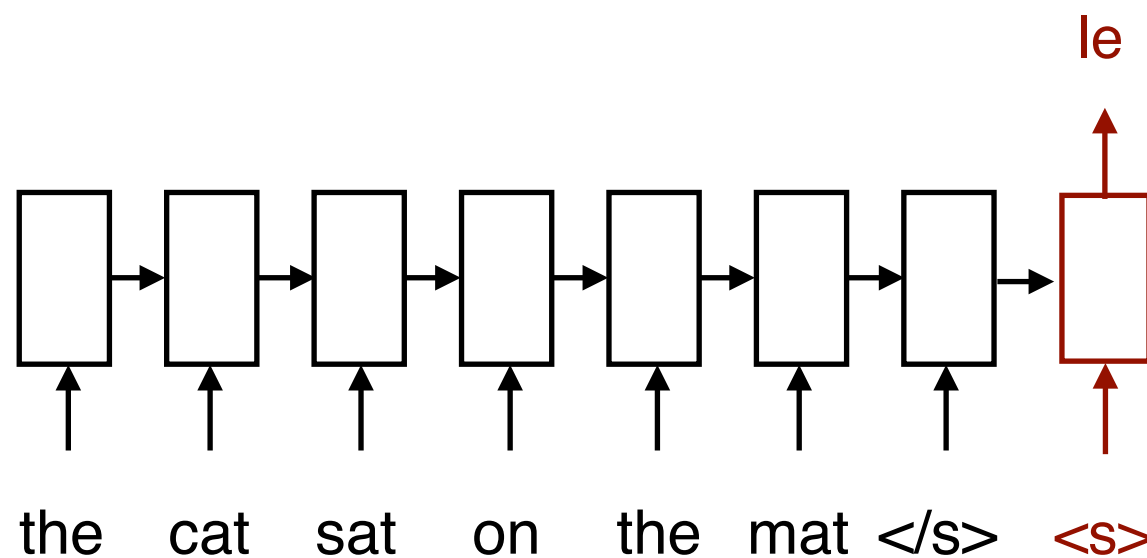 le
the cat sat on the mat </s> <s>